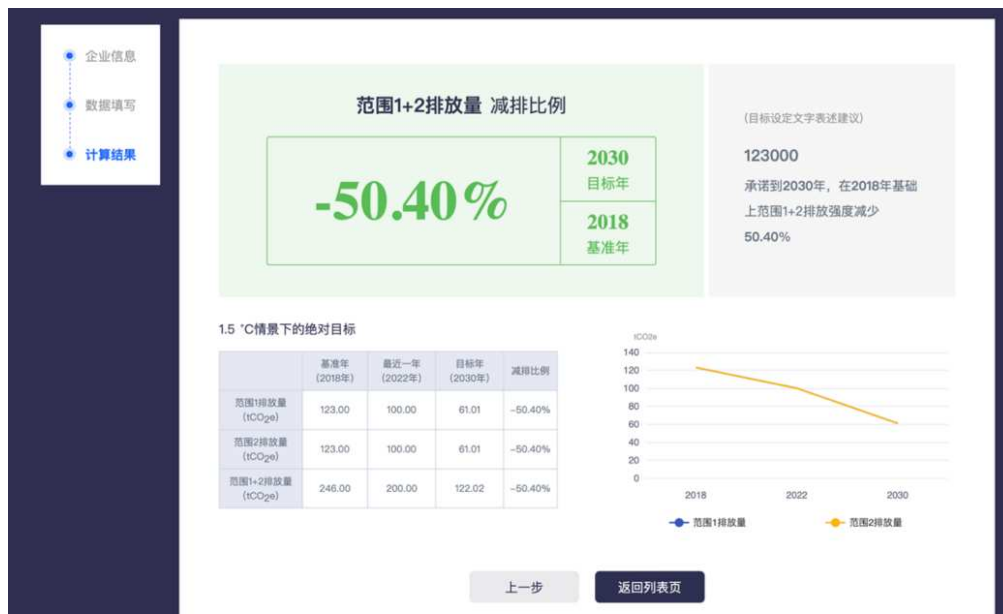 企业信息
数据填写
计算结果
范围1+2排放量 减排比例
-50.40%
2030
目标年
2018
基准年
(目标设定文字表述建议)
123000
承诺到2030年，在2018年基础
上范围1+2排放强度减少
50.40%
1.5 ℃情景下的绝对目标
基准年
(2018年)
最近一年
(2022年)
目标年
(2030年)
减排比例
范围1排放量
(tCO2e)
123.00
100.00
61.01
-50.40%
范围2排放量
(tCO2e)
123.00
100.00
61.01
-50.40%
范围1+2排放量
(tCO2e)
246.00
200.00
122.02
-50.40%
tCO2e
140
120
100
80
60
40
20
0
2018
2022
2030
范围1排放量
范围2排放量
上一步
返回列表页